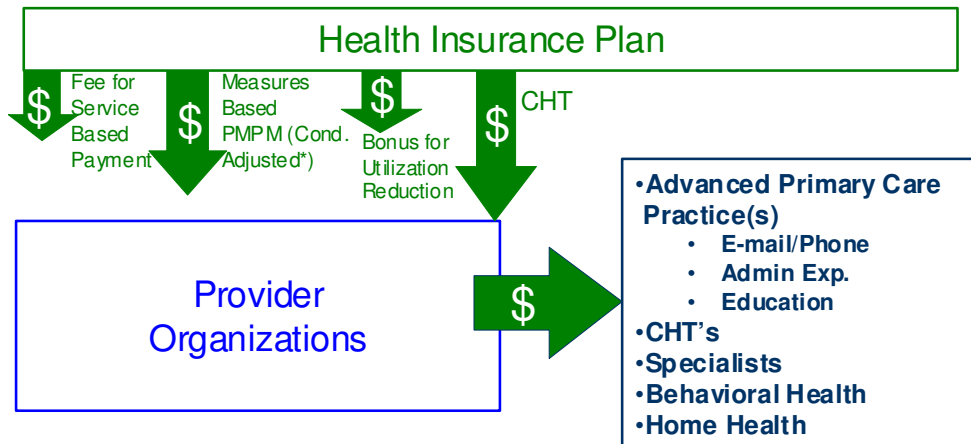 Health Insurance Plan
$
Fee for
Service
Based
Payment
$
Measures
Based
PMPM (Cond.
Adjusted*)
$
Bonus for
Utilization
Reduction
$
CHT
Provider
Organizations
$
•Advanced Primary Care
Practice(s)
• E-mail/Phone
• Admin Exp.
• Education
•CHT's
•Specialists
•Behavioral Health
•Home Health